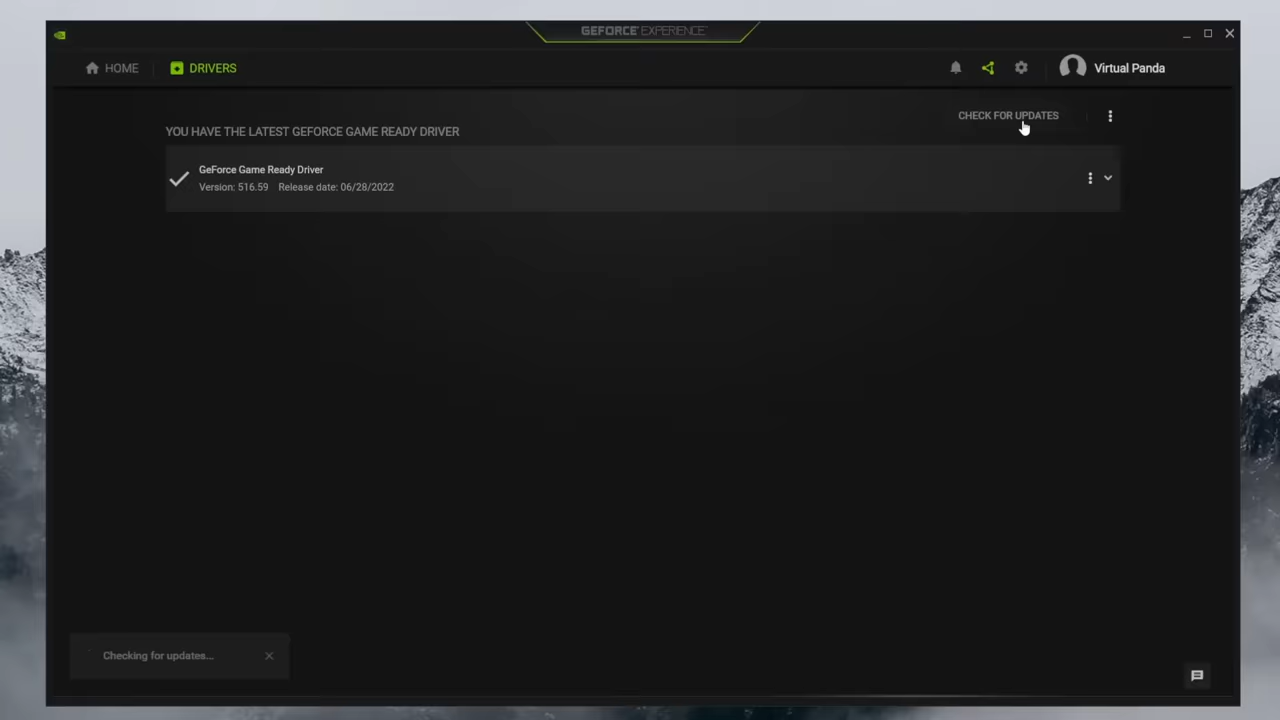 GEFORCE EXPERIENCE
HOME
DRIVERS
Virtual Panda
CHECK FOR UPDATES
YOU HAVE THE LATEST GEFORCE GAME READY DRIVER
GeForce Game Ready Driver
Version: 516.59 Release date: 06/28/2022
Checking for updates...